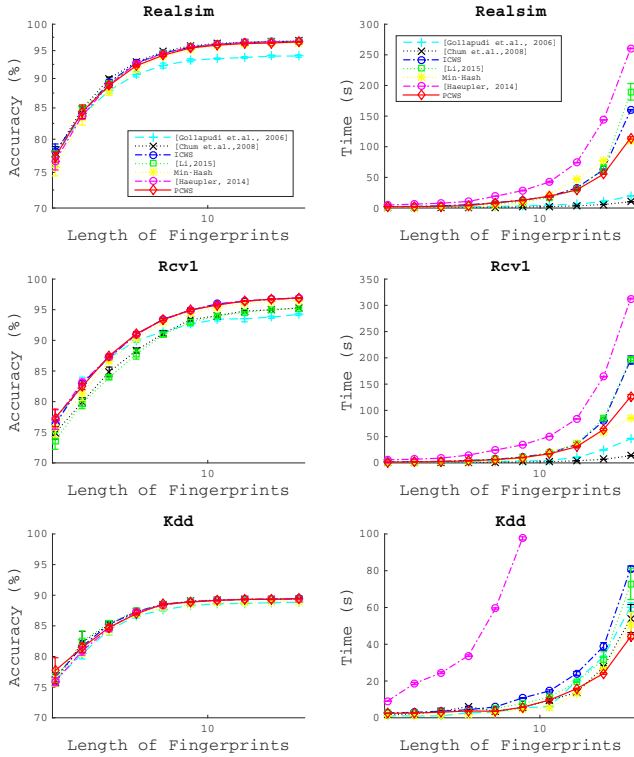 Realsim
Accuracy (%)
100
95
90
85
80
75
70
10
Length of Fingerprints
[Gollapudi et.al., 2006]
[Chum et.al.,2008]
ICWS
[Li,2015]
Min-Hash
[Haeupler, 2014]
PCWS
Realsim
Time (s)
300
250
200
150
100
50
0
10
Length of Fingerprints
[Gollapudi et.al., 2006]
[Chum et.al.,2008]
ICWS
[Li,2015]
Min-Hash
[Haeupler, 2014]
PCWS
Rcv1
Accuracy (%)
100
95
90
85
80
75
70
10
Length of Fingerprints
Rcv1
Time (s)
350
300
250
200
150
100
50
0
10
Length of Fingerprints
Kdd
Accuracy (%)
100
95
90
85
80
75
70
10
Length of Fingerprints
Kdd
Time (s)
100
80
60
40
20
0
10
Length of Fingerprints